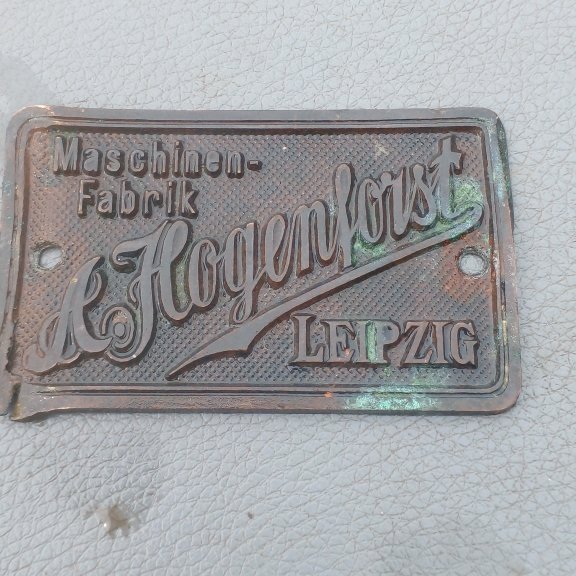 Maschinen-
Fabrik
A. Hogenforst
LEIPZIG